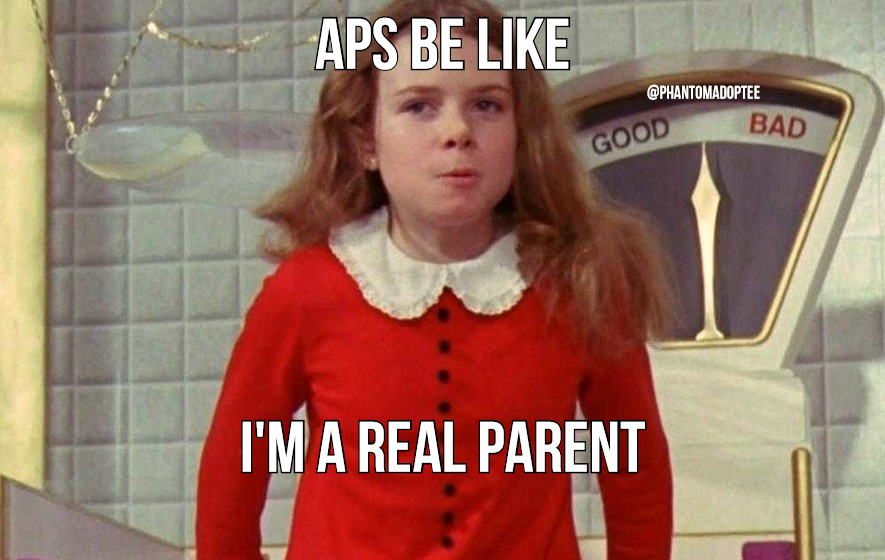 APS BE LIKE
@PHANTOMADOPTEE
GOOD BAD
I'M A REAL PARENT